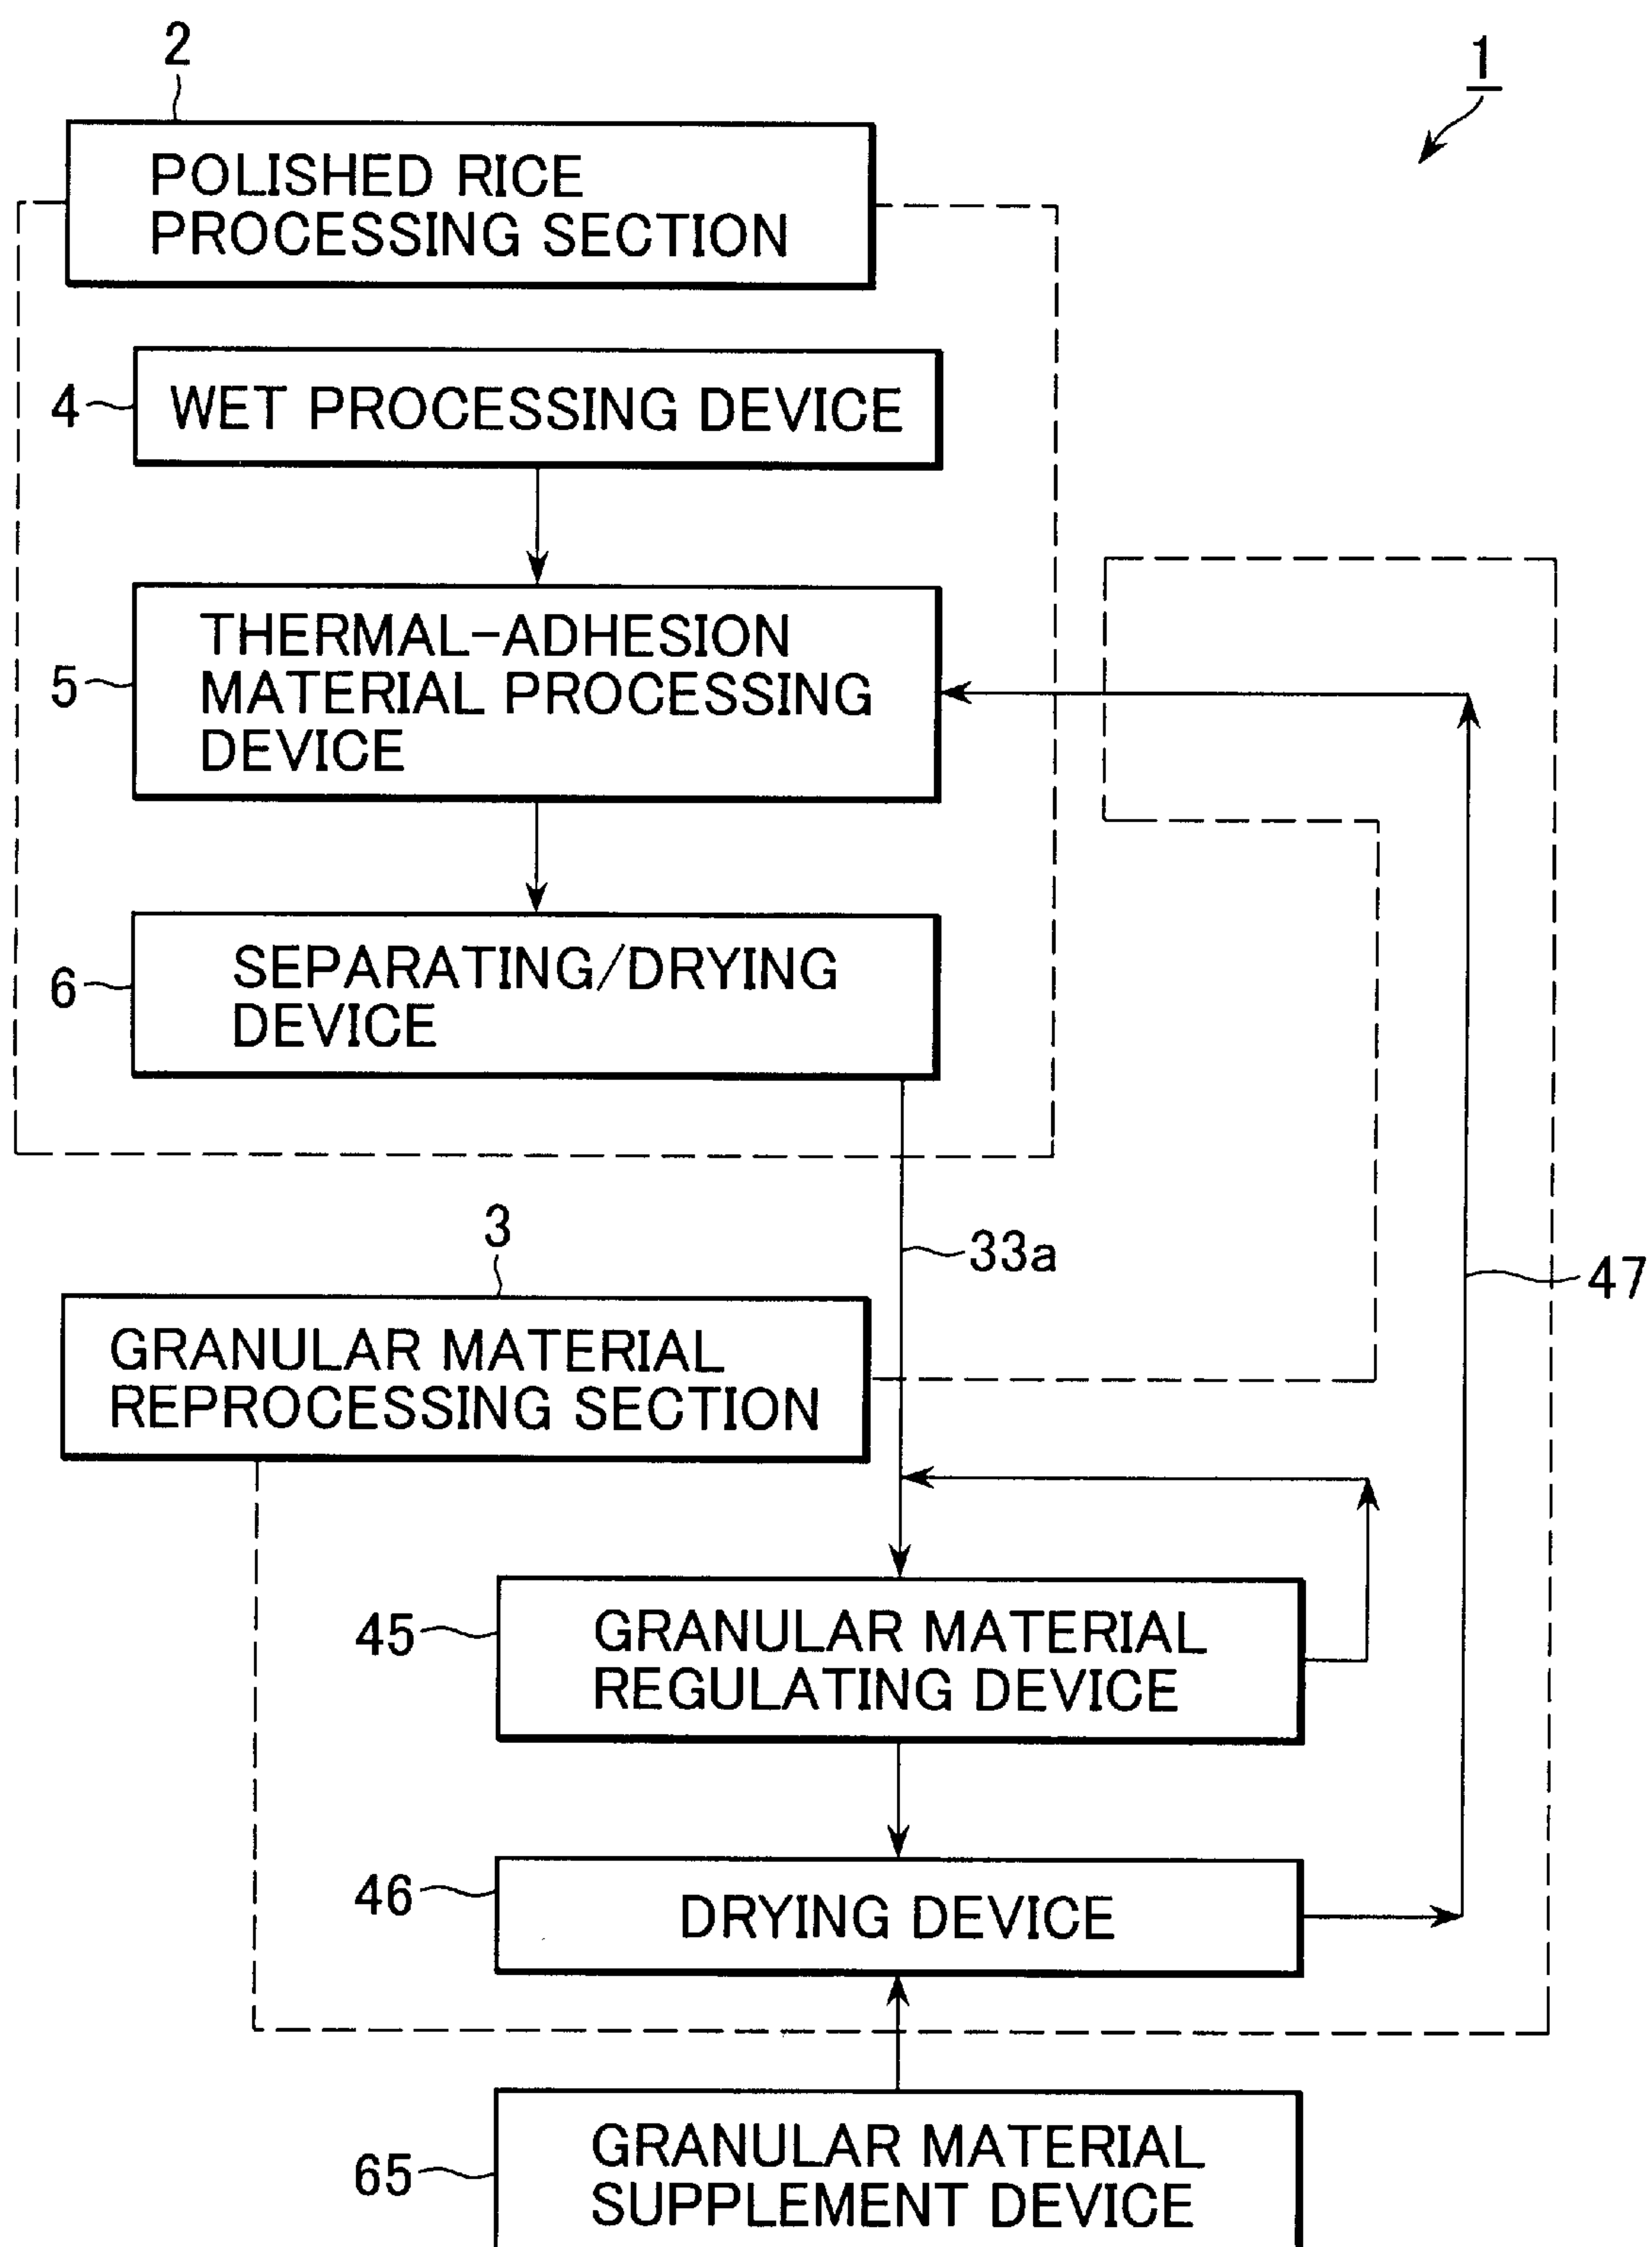 2
1
POLISHED RICE
PROCESSING SECTION
4
WET PROCESSING DEVICE
5
THERMAL-ADHESION
MATERIAL PROCESSING
DEVICE
6
SEPARATING/DRYING
DEVICE
3
33a
47
GRANULAR MATERIAL
REPROCESSING SECTION
45
GRANULAR MATERIAL
REGULATING DEVICE
46
DRYING DEVICE
65
GRANULAR MATERIAL
SUPPLEMENT DEVICE